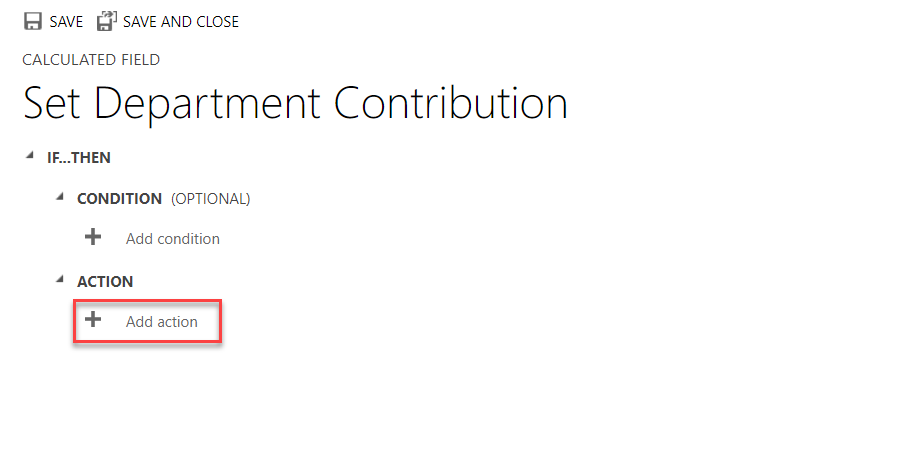 SAVE SAVE AND CLOSE
CALCULATED FIELD
Set Department Contribution
IF...THEN
CONDITION (OPTIONAL)
Add condition
ACTION
Add action